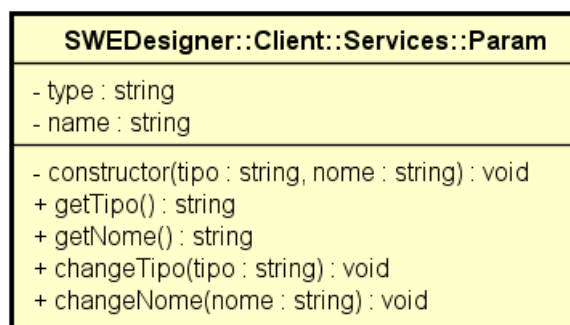 SWEDesigner::Client::Services::Param
- type : string
- name : string
- constructor(tipo : string, nome : string) : void
+ getTipo() : string
+ getNome() : string
+ changeTipo(tipo : string) : void
+ changeNome(nome : string) : void